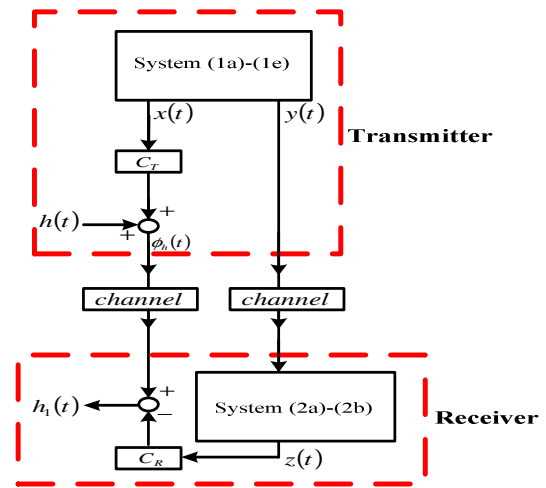 System (1a)-(1e)
x(t)
y(t)
Transmitter
C_T
+
h(t)
+
ϕ_h(t)
channel
channel
+
h_1(t)
−
System (2a)-(2b)
Receiver
C_R
z(t)